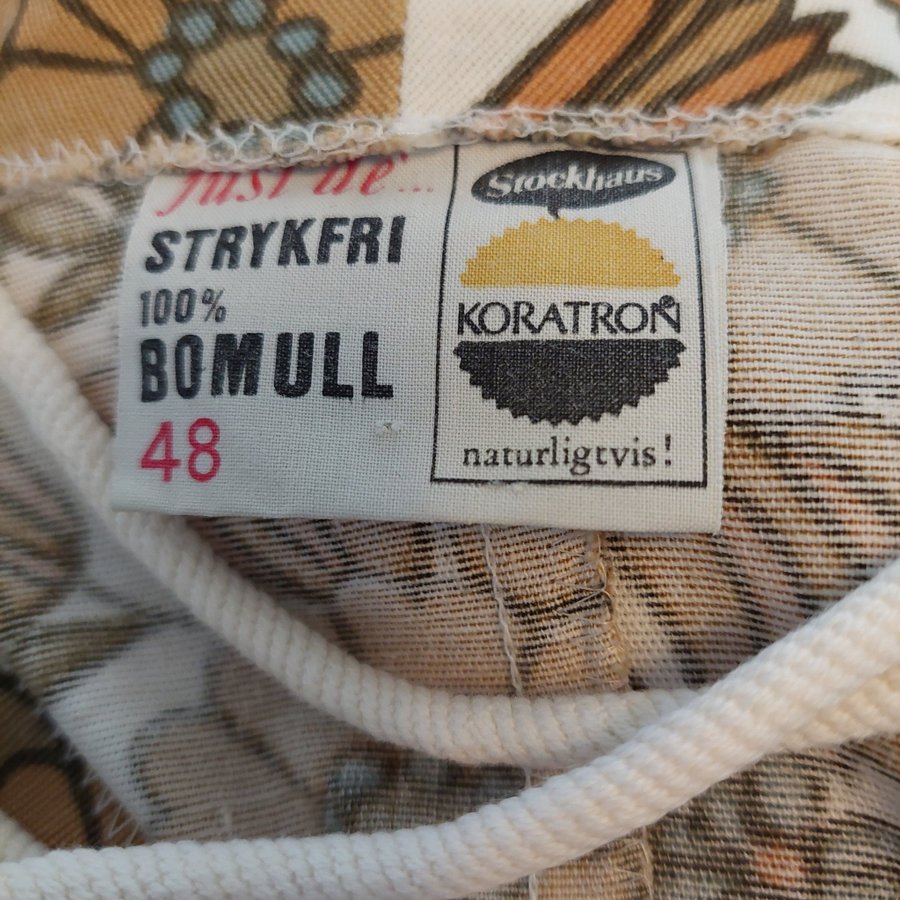 Just me...
STRYKFRI
100%
BOMULL
48
Stockhaus
KORATRON®
naturligtvis!